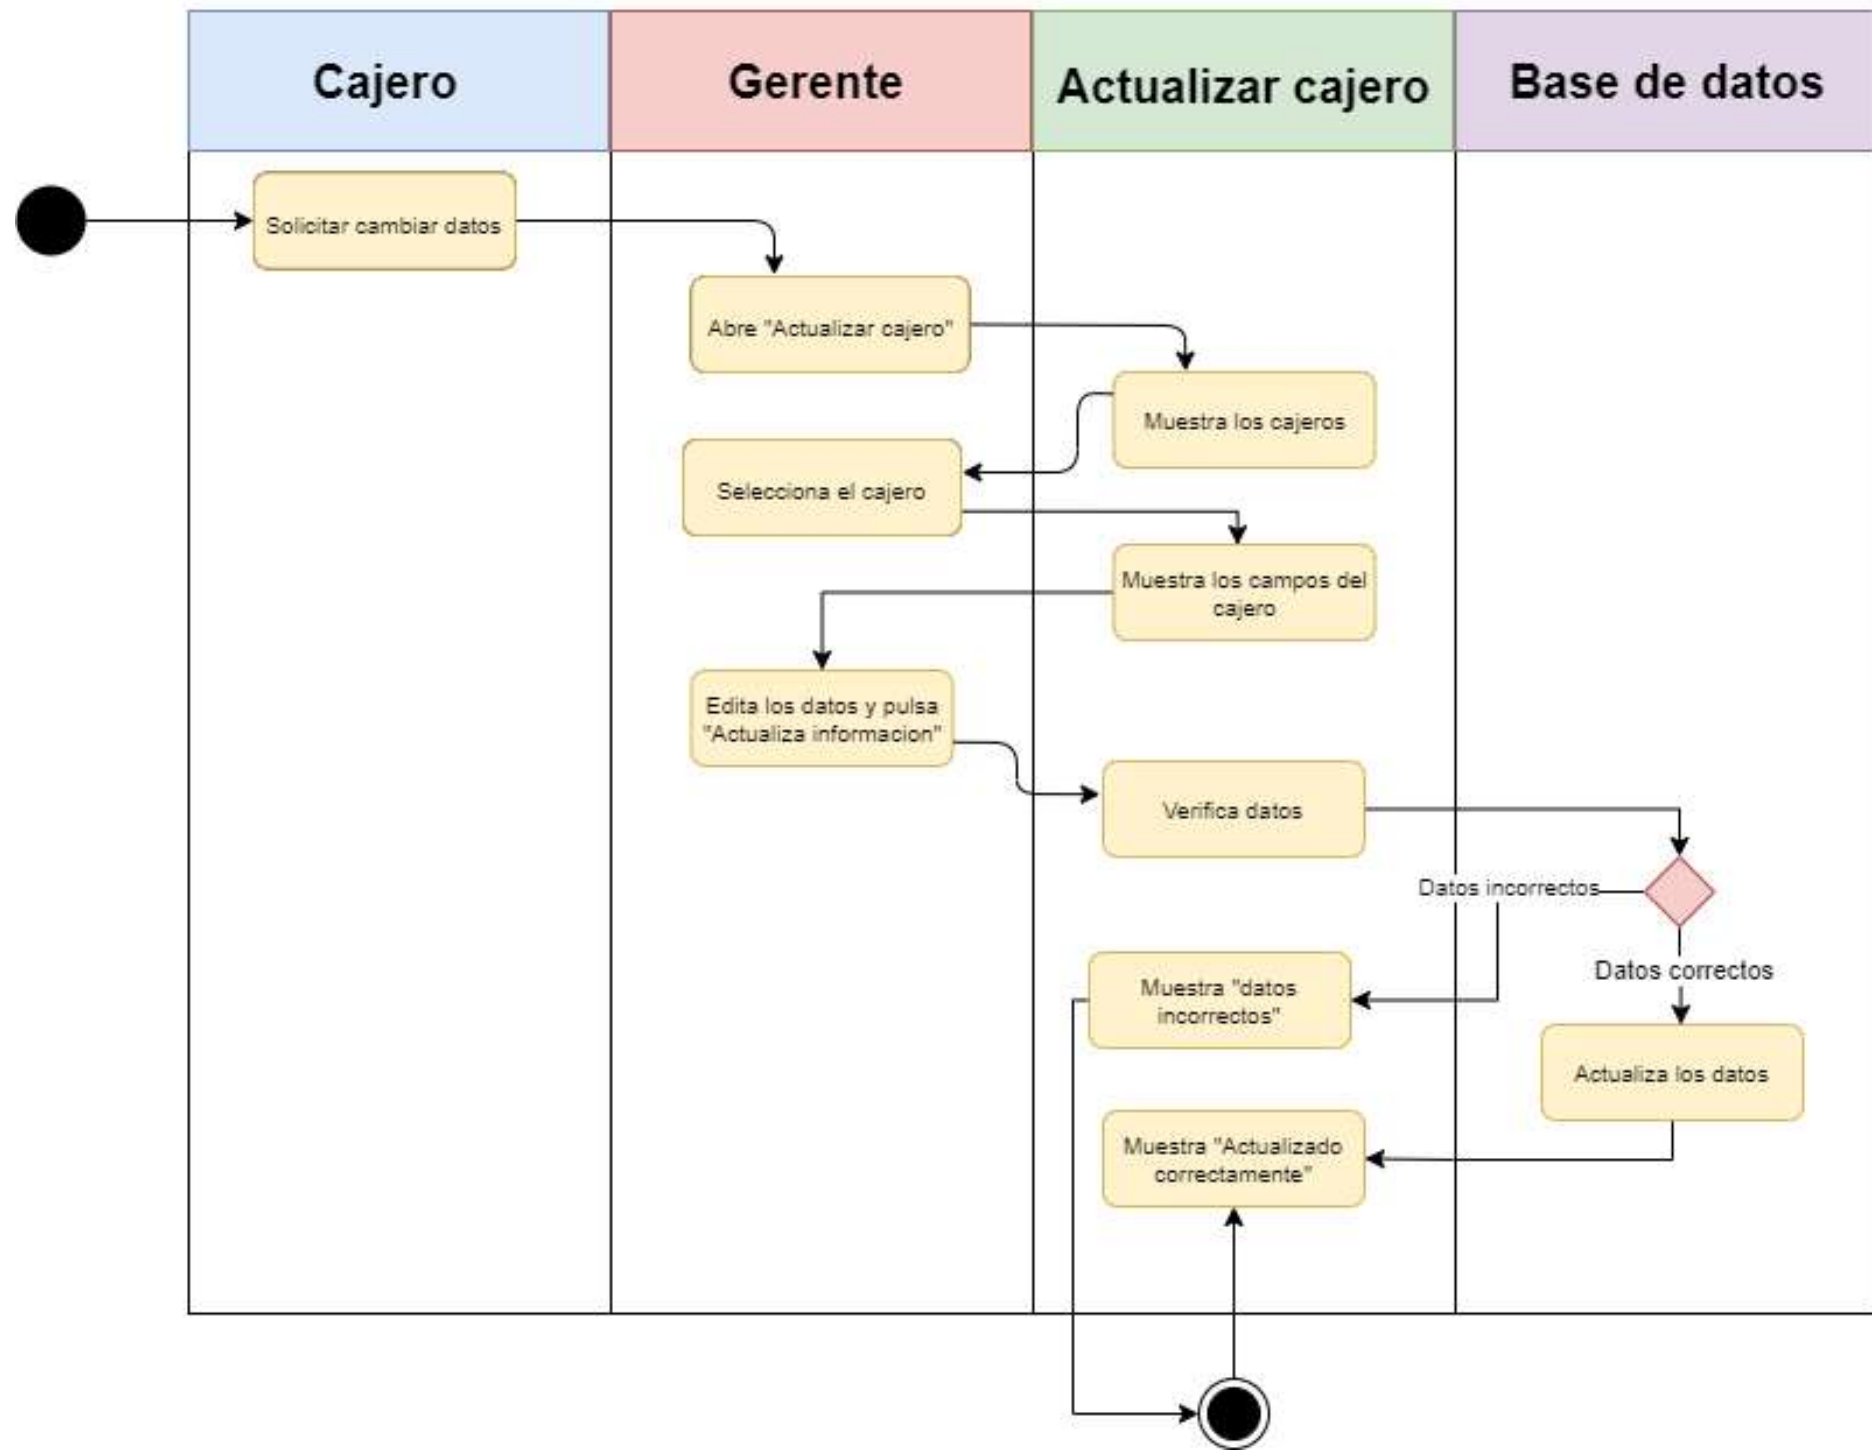 Cajero
Gerente
Actualizar cajero
Base de datos
Solicitar cambiar datos
Abre "Actualizar cajero"
Muestra los cajeros
Selecciona el cajero
Muestra los campos del
cajero
Edita los datos y pulsa
"Actualiza informacion"
Verifica datos
Datos incorrectos
Datos correctos
Muestra "datos
incorrectos"
Actualiza los datos
Muestra "Actualizado
correctamente"